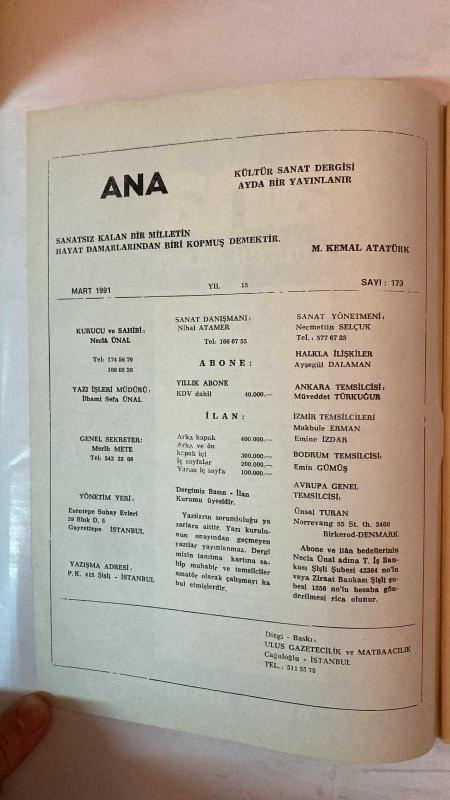 ANA
KÜLTÜR SANAT DERGİSİ
AYDA BİR YAYINLANIR
SANATSIZ KALAN BİR MİLLETİN
HAYAT DAMARLARINDAN BİRİ KOPMUŞ DEMEKTİR.
M. KEMAL ATATÜRK
MART 1991
YIL 15
SAYI : 173
KURUCU ve SAHİBİ :
Neclâ ÜNAL
Tel: 174 56 79
166 05 36
YAZI İŞLERİ MÜDÜRÜ :
İlhami Sefa ÜNAL
GENEL SEKRETER:
Merih METE
Tel: 543 32 08
YÖNETİM YERİ :
Esentepe Subay Evleri
59 Blok D. 5
Gayrettepe İSTANBUL
YAZIŞMA ADRESİ :
P.K. 415 Şişli - İSTANBUL
SANAT DANIŞMANI :
Nihal ATAMER
Tel: 166 67 55
ABONE :
YILLIK ABONE
KDV dahil 40.000.—
İLAN :
Arka kapak 400.000.—
Arka ve ön
kapak içi 300.000.—
İç sayfalar 200.000.—
Yarım iç sayfa 100.000.—
Dergimiz Basın - İlan
Kurumu üyesidir.
Yazıların sorumluluğu ya
zarlara aittir. Yazı kurulu-
nun onayından geçmeyen
yazılar yayınlanmaz. Dergi
mizin tanıtma kartına sa-
hip muhabir ve temsilciler
amatör olarak çalışmayı ka
bul etmişlerdir.
SANAT YÖNETMENİ :
Necmettin SELÇUK
Tel. : 577 67 25
HALKLA İLİŞKİLER
Ayşegül DALAMAN
ANKARA TEMSİLCİSİ :
Müveddet TÜRKUĞUR
İZMİR TEMSİLCİLERİ
Makbule ERMAN
Emine İZDAR
BODRUM TEMSİLCİSİ :
Emin GÜMÜŞ
AVRUPA GENEL
TEMSİLCİSİ :
Ünsal TURAN
Norrevang 55 St. th. 3460
Birkerod-DENMARK
Abone ve ilân bedellerinin
Neclâ Ünal adına T. İş Ban-
kası Şişli Şubesi 42364 no'lu
veya Ziraat Bankası Şişli şu-
besi 1556 no'lu hesaba gön-
derilmesi rica olunur.
Dizgi - Baskı :
ULUS GAZETECİLİK ve MATBAACILIK
Cağaloğlu - İSTANBUL
TEL. : 511 55 75